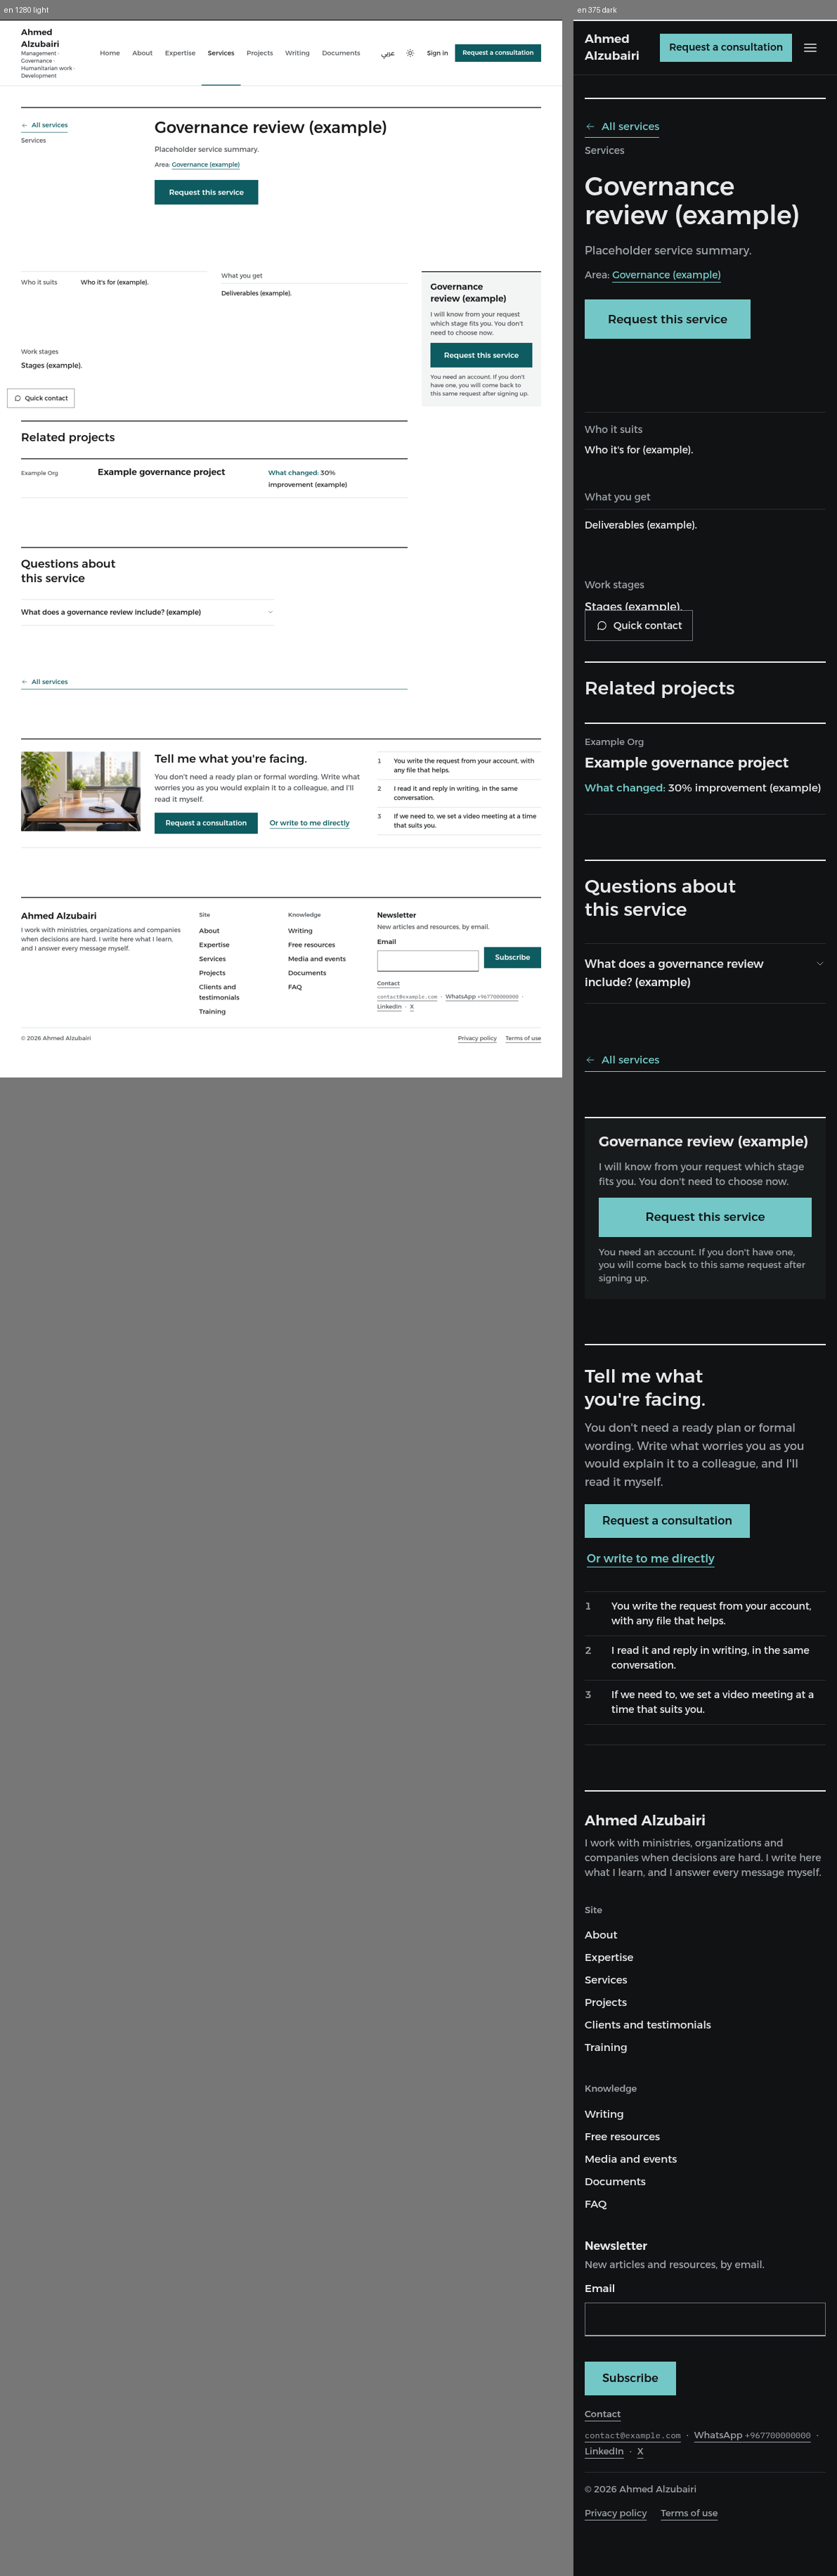 en 1280 light
Ahmed
Alzubairi
Management ·
Governance ·
Humanitarian work ·
Development
Home About Expertise Services Projects Writing Documents عربي Sign in Request a consultation
All services
Services
Governance review (example)
Placeholder service summary.
Area: Governance (example)
Request this service
Who it suits
Who it's for (example).
What you get
Deliverables (example).
Work stages
Stages (example).
Quick contact
Governance
review (example)
I will know from your request
which stage fits you. You don't
need to choose now.
Request this service
You need an account. If you don't
have one, you will come back to
this same request after signing up.
Related projects
Example Org
Example governance project
What changed: 30%
improvement (example)
Questions about
this service
What does a governance review include? (example)
All services
Tell me what you're facing.
You don't need a ready plan or formal wording. Write what
worries you as you would explain it to a colleague, and I'll
read it myself.
Request a consultation Or write to me directly
1 You write the request from your account, with
any file that helps.
2 I read it and reply in writing, in the same
conversation.
3 If we need to, we set a video meeting at a time
that suits you.
Ahmed Alzubairi
I work with ministries, organizations and companies
when decisions are hard. I write here what I learn,
and I answer every message myself.
Site
About
Expertise
Services
Projects
Clients and
testimonials
Training
Knowledge
Writing
Free resources
Media and events
Documents
FAQ
Newsletter
New articles and resources, by email.
Email
Subscribe
Contact
contact@example.com · WhatsApp +967700000000 ·
LinkedIn · X
© 2026 Ahmed Alzubairi
Privacy policy Terms of use
en 375 dark
Ahmed
Alzubairi
Request a consultation
All services
Services
Governance
review (example)
Placeholder service summary.
Area: Governance (example)
Request this service
Who it suits
Who it's for (example).
What you get
Deliverables (example).
Work stages
Stages (example).
Quick contact
Related projects
Example Org
Example governance project
What changed: 30% improvement (example)
Questions about
this service
What does a governance review
include? (example)
All services
Governance review (example)
I will know from your request which stage
fits you. You don't need to choose now.
Request this service
You need an account. If you don't have one,
you will come back to this same request after
signing up.
Tell me what
you're facing.
You don't need a ready plan or formal
wording. Write what worries you as you
would explain it to a colleague, and I'll
read it myself.
Request a consultation
Or write to me directly
1 You write the request from your account,
with any file that helps.
2 I read it and reply in writing, in the same
conversation.
3 If we need to, we set a video meeting at a
time that suits you.
Ahmed Alzubairi
I work with ministries, organizations and
companies when decisions are hard. I write here
what I learn, and I answer every message myself.
Site
About
Expertise
Services
Projects
Clients and testimonials
Training
Knowledge
Writing
Free resources
Media and events
Documents
FAQ
Newsletter
New articles and resources, by email.
Email
Subscribe
Contact
contact@example.com · WhatsApp +967700000000 ·
LinkedIn · X
© 2026 Ahmed Alzubairi
Privacy policy Terms of use